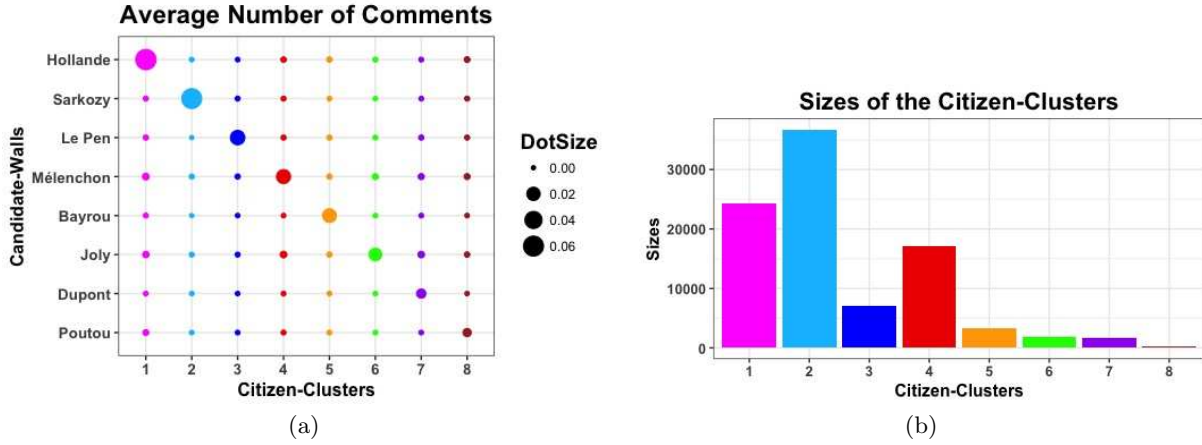 Average Number of Comments
Candidate-Walls
Hollande
Sarkozy
Le Pen
Mélenchon
Bayrou
Joly
Dupont
Poutou
1 2 3 4 5 6 7 8
Citizen-Clusters
DotSize
0.00
0.02
0.04
0.06
(a)
Sizes of the Citizen-Clusters
Sizes
30000
20000
10000
0
1 2 3 4 5 6 7 8
Citizen-Clusters
(b)